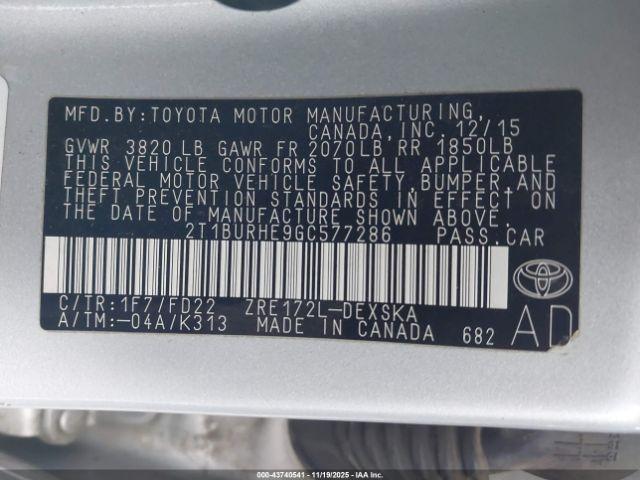 MFD. BY: TOYOTA MOTOR MANUFACTURING,
CANADA, INC. 12/15
GVWR 3820 LB GAWR FR 2070LB RR 1850LB
THIS VEHICLE CONFORMS TO ALL APPLICABLE
FEDERAL MOTOR VEHICLE SAFETY, BUMPER, AND
THEFT PREVENTION STANDARDS IN EFFECT ON
THE DATE OF MANUFACTURE SHOWN ABOVE.
2T1BURHE9GC577286 PASS. CAR
C/TR: 1F7/FD22 ZRE172L-DEXSKA
A/TM: -04A/K313 MADE IN CANADA 682 AD
000-43740541 - 11/19/2025 - IAAI.COM